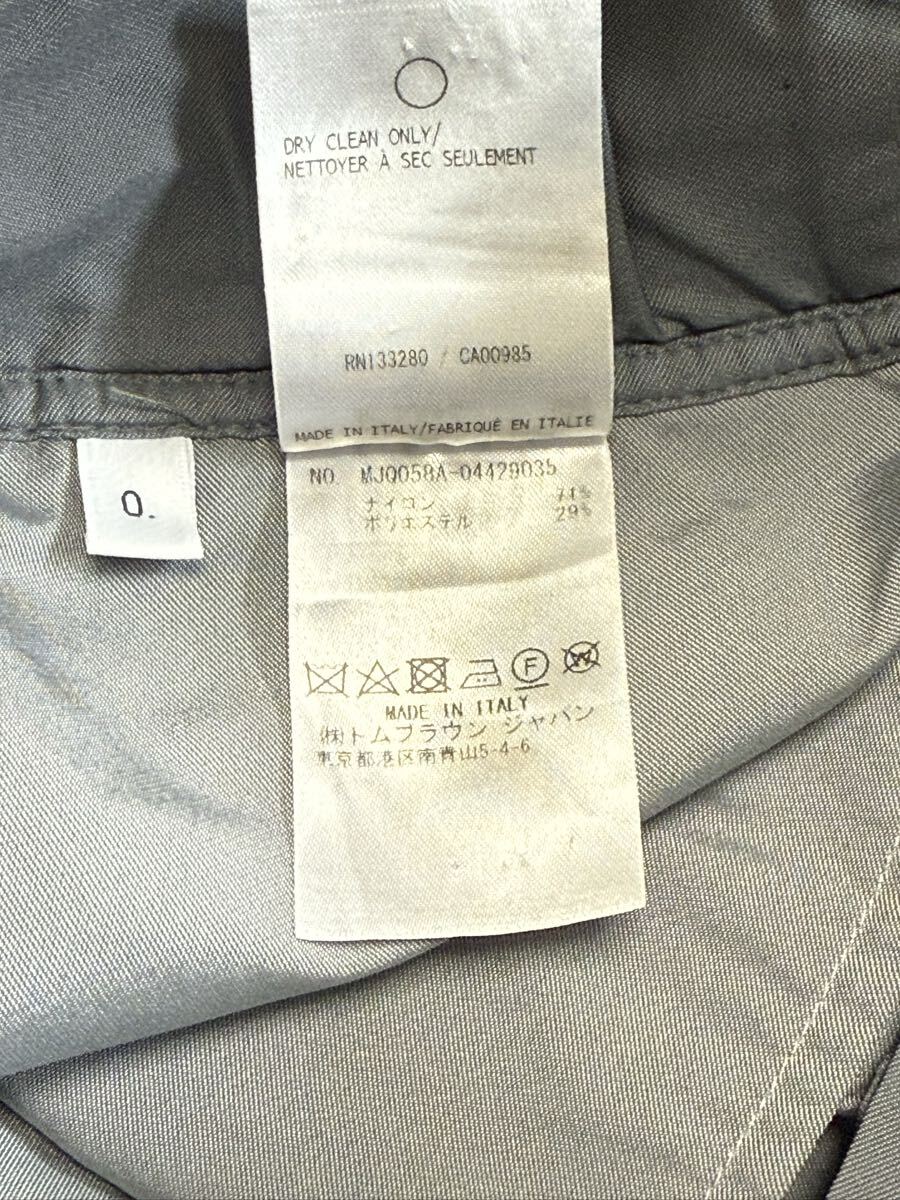 DRY CLEAN ONLY/
NETTOYER À SEC SEULEMENT
RN133280 / CA00985
MADE IN ITALY/FABRIQUÉ EN ITALIE
NO. MJQ058A-04429035
ナイロン 71%
ポリエステル 29%
0.
F W
MADE IN ITALY
(株)トムブラウン ジャパン
東京都港区南青山5-4-6